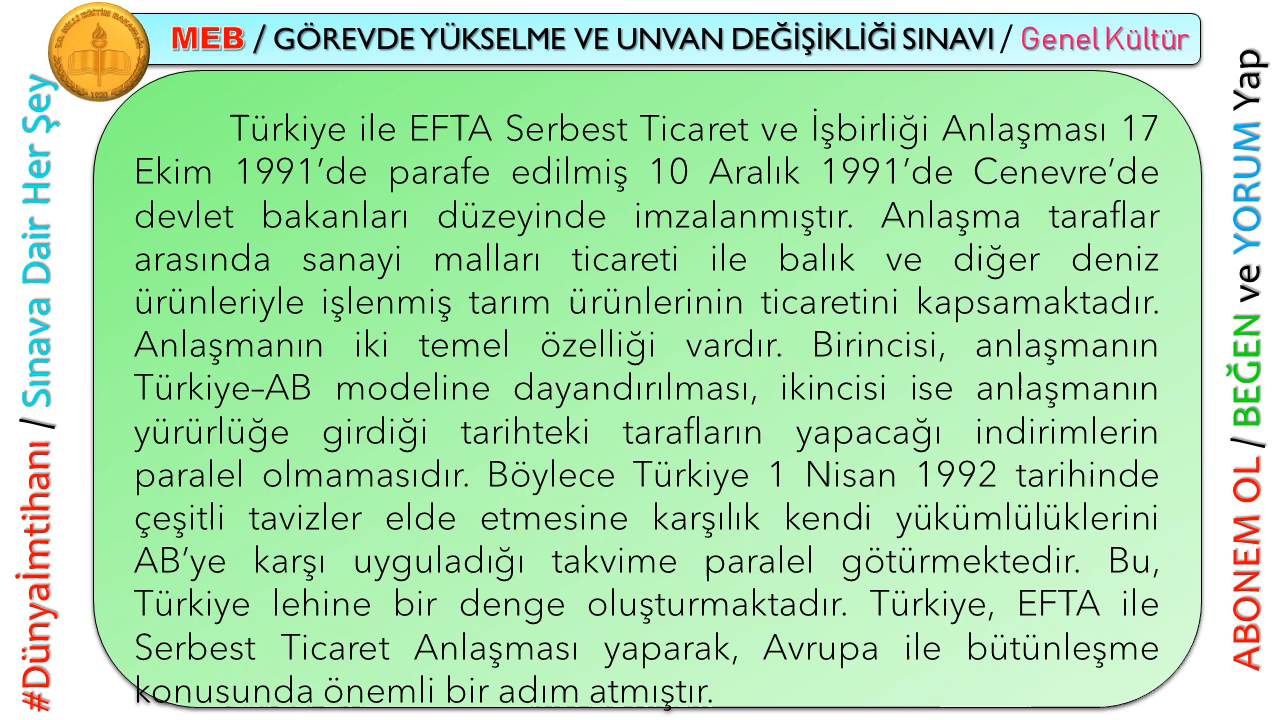 MEB / GÖREVDE YÜKSELME VE UNVAN DEĞİŞİKLİĞİ SINAVI / Genel Kültür
#Dünyaİmtihanı / Sınava Dair Her Şey
Türkiye ile EFTA Serbest Ticaret ve İşbirliği Anlaşması 17
Ekim 1991’de parafe edilmiş 10 Aralık 1991’de Cenevre’de
devlet bakanları düzeyinde imzalanmıştır. Anlaşma taraflar
arasında sanayi malları ticareti ile balık ve diğer deniz
ürünleriyle işlenmiş tarım ürünlerinin ticaretini kapsamaktadır.
Anlaşmanın iki temel özelliği vardır. Birincisi, anlaşmanın
Türkiye–AB modeline dayandırılması, ikincisi ise anlaşmanın
yürürlüğe girdiği tarihteki tarafların yapacağı indirimlerin
paralel olmamasıdır. Böylece Türkiye 1 Nisan 1992 tarihinde
çeşitli tavizler elde etmesine karşılık kendi yükümlülüklerini
AB’ye karşı uyguladığı takvime paralel götürmektedir. Bu,
Türkiye lehine bir denge oluşturmaktadır. Türkiye, EFTA ile
Serbest Ticaret Anlaşması yaparak, Avrupa ile bütünleşme
konusunda önemli bir adım atmıştır.
ABONEM OL / BEĞEN ve YORUM Yap